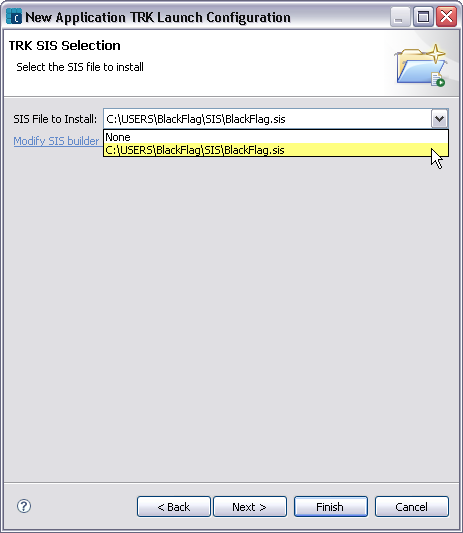 New Application TRK Launch Configuration
TRK SIS Selection
Select the SIS file to install
SIS File to Install: C:\USERS\BlackFlag\SIS\BlackFlag.sis
None
Modify SIS builder
C:\USERS\BlackFlag\SIS\BlackFlag.sis
? < Back Next > Finish Cancel